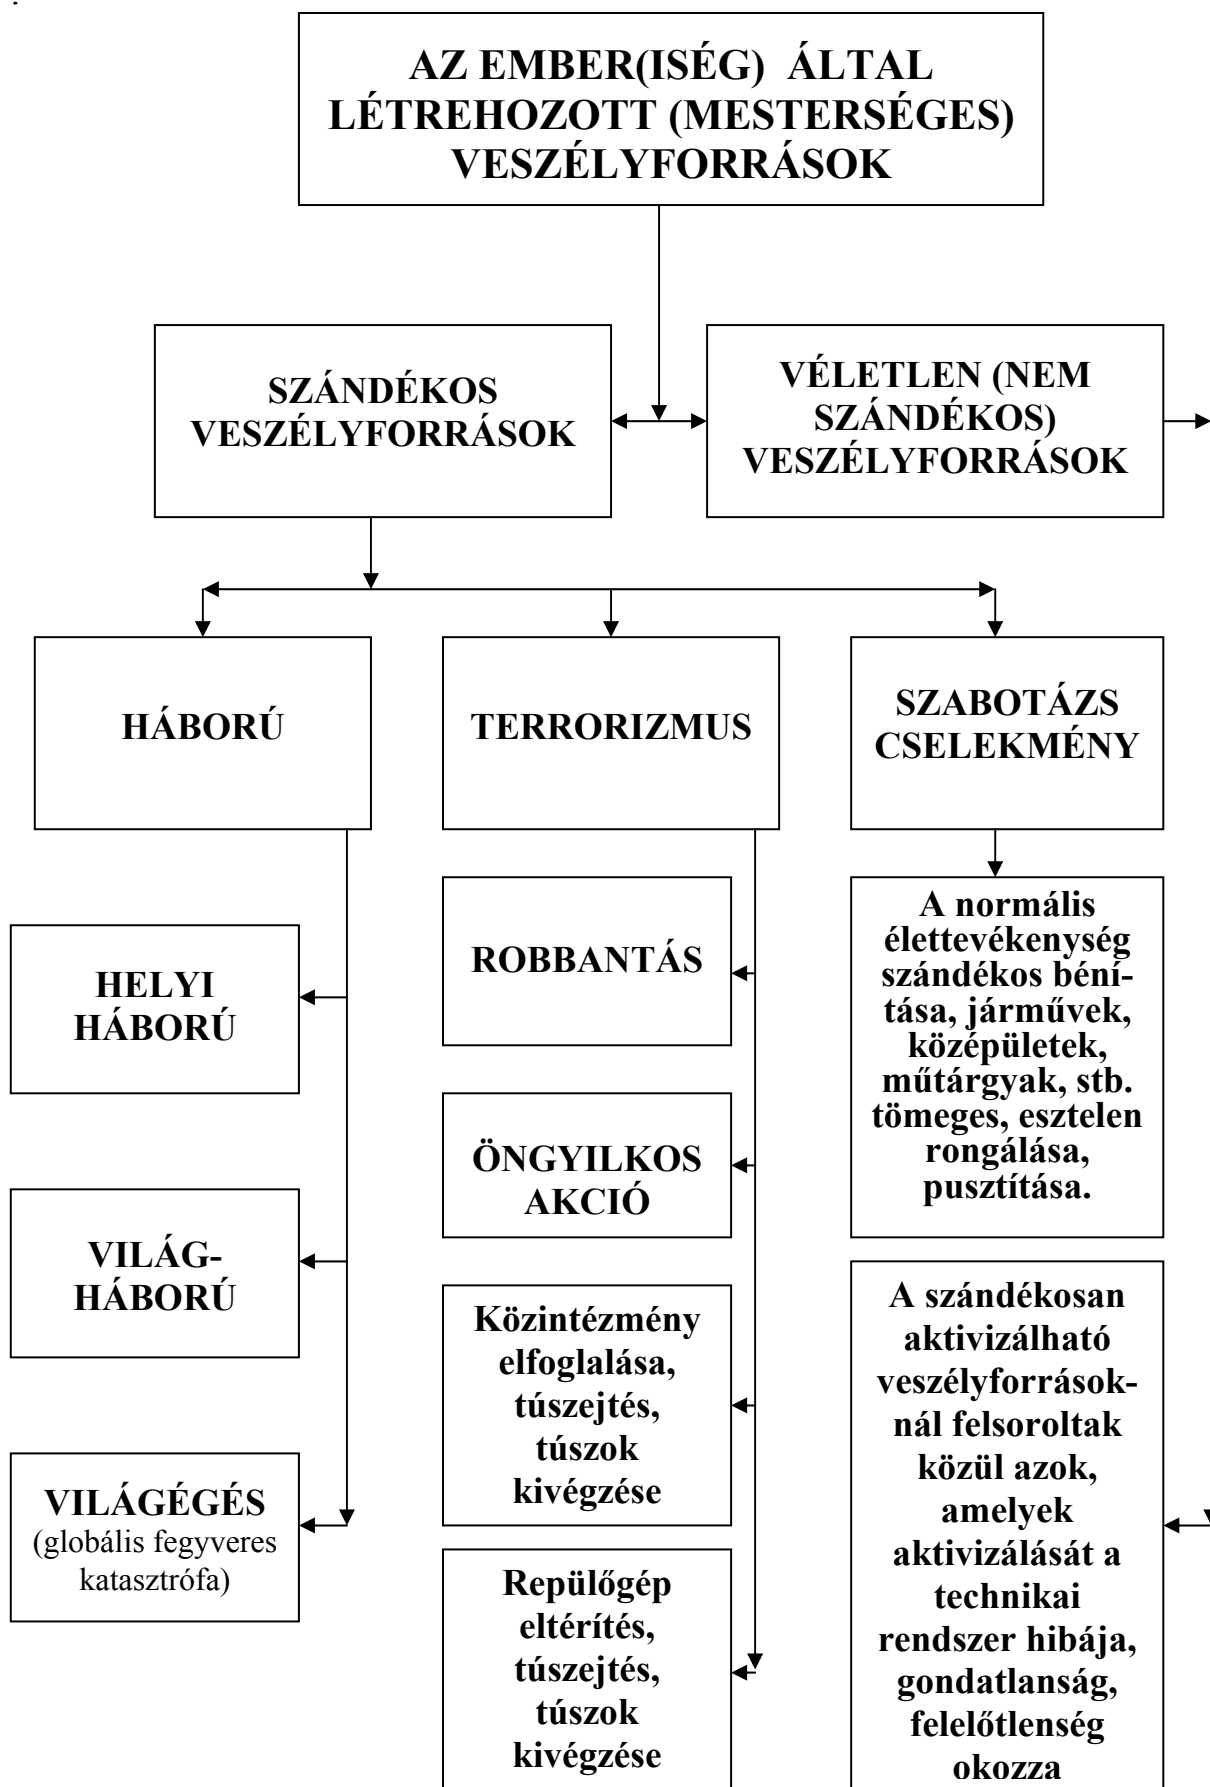 .
AZ EMBER(ISÉG) ÁLTAL
LÉTREHOZOTT (MESTERSÉGES)
VESZÉLYFORRÁSOK
SZÁNDÉKOS
VESZÉLYFORRÁSOK
VÉLETLEN (NEM
SZÁNDÉKOS)
VESZÉLYFORRÁSOK
HÁBORÚ
TERRORIZMUS
SZABOTÁZS
CSELEKMÉNY
HELYI
HÁBORÚ
VILÁG-
HÁBORÚ
VILÁGÉGÉS
(globális fegyveres
katasztrófa)
ROBBANTÁS
ÖNGYILKOS
AKCIÓ
Közintézmény
elfoglalása,
túszejtés,
túszok
kivégzése
Repülőgép
eltérítés,
túszejtés,
túszok
kivégzése
A normális
élettevékenység
szándékos béní-
tása, járművek,
középületek,
műtárgyak, stb.
tömeges, esztelen
rongálása,
pusztítása.
A szándékosan
aktivizálható
veszélyforrások-
nál felsoroltak
közül azok,
amelyek
aktivizálását a
technikai
rendszer hibája,
gondatlanság,
felelőtlenség
okozza